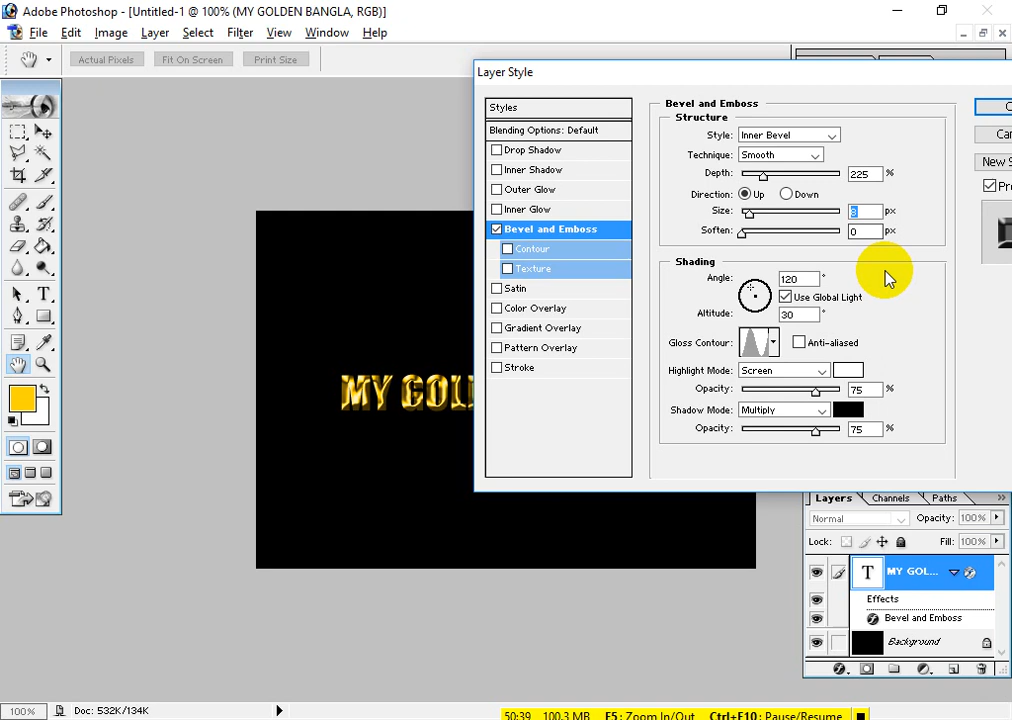 Adobe Photoshop - [Untitled-1 @ 100% (MY GOLDEN BANGLA, RGB)]
File Edit Image Layer Select Filter View Window Help
Actual Pixels Fit On Screen Print Size
Layer Style
Styles
Blending Options: Default
Drop Shadow
Inner Shadow
Outer Glow
Inner Glow
Bevel and Emboss
Contour
Texture
Satin
Color Overlay
Gradient Overlay
Pattern Overlay
Stroke
Bevel and Emboss
Structure
Style: Inner Bevel
Technique: Smooth
Depth: 225 %
Direction: Up Down
Size: 8 px
Soften: 0 px
Shading
Angle: 120 °
Use Global Light
Altitude: 30
Gloss Contour: Anti-aliased
Highlight Mode: Screen
Opacity: 75 %
Shadow Mode: Multiply
Opacity: 75 %
New S
MY GOL
Layers Channels Paths
Normal Opacity: 100%
Lock: Fill: 100%
T MY GOL...
Effects
Bevel and Emboss
Background
100% Doc: 532K/134K
50:39 100.3 MB F5: Zoom In/Out Ctrl+F10: Pause/Resume